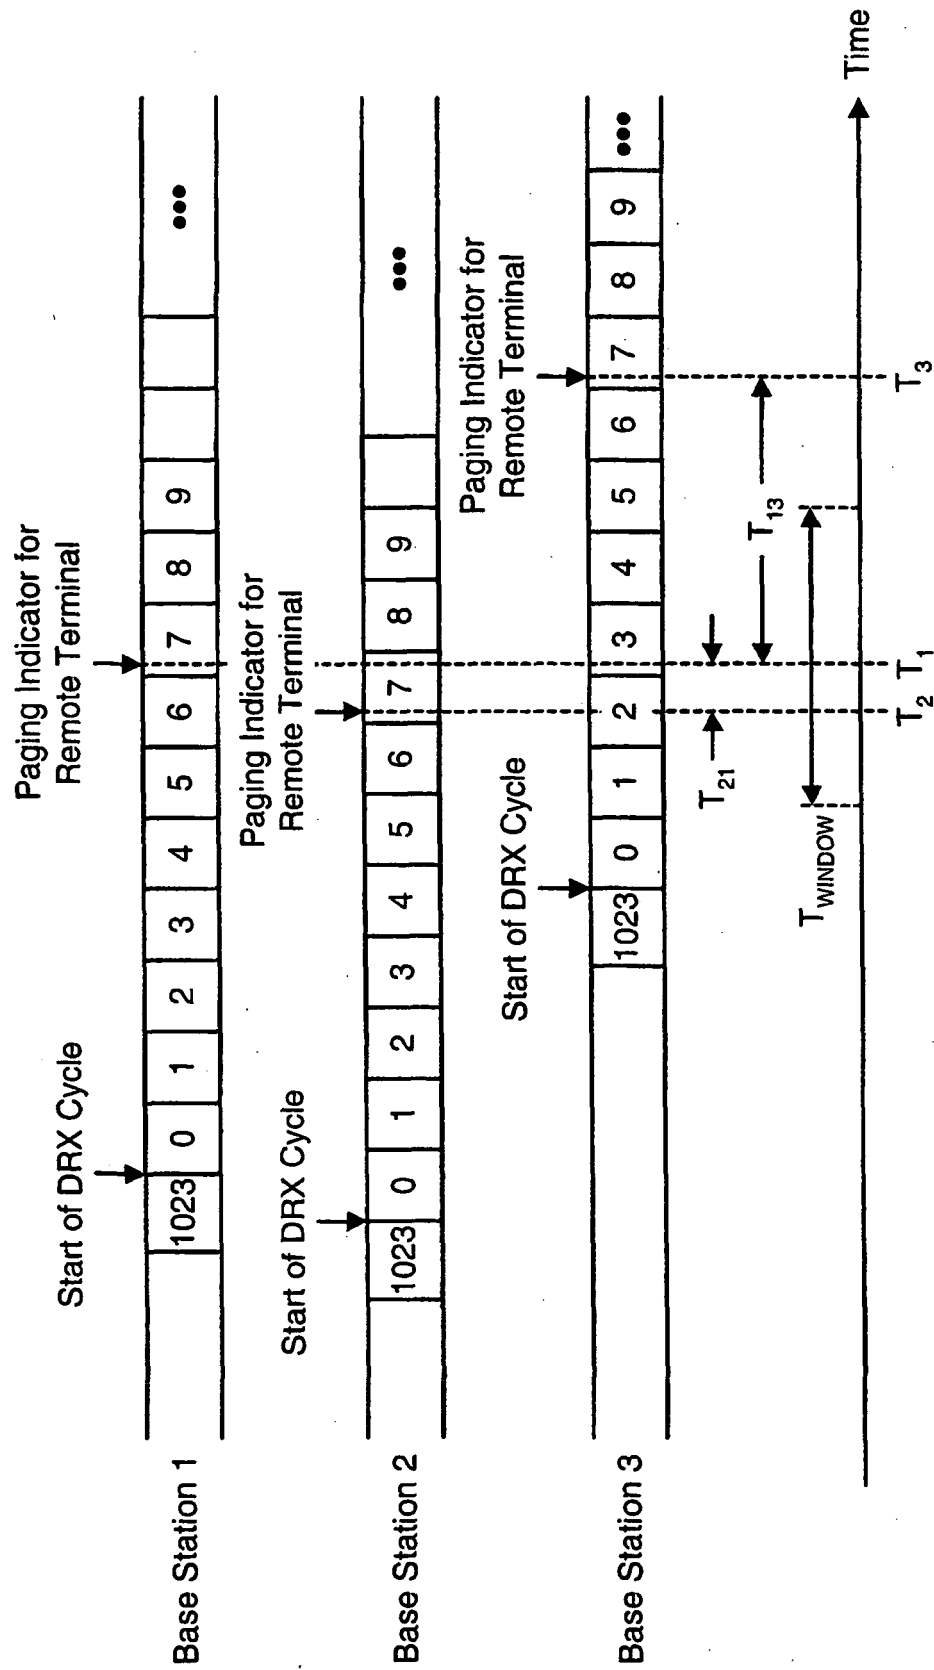 Paging Indicator for
Remote Terminal
Start of DRX Cycle
Base Station 1
1023 0 1 2 3 4 5 6 7 8 9 •••
Paging Indicator for
Remote Terminal
Start of DRX Cycle
Base Station 2
1023 0 1 2 3 4 5 6 7 8 9 •••
Paging Indicator for
Remote Terminal
Start of DRX Cycle
Base Station 3
1023 0 1 2 3 4 5 6 7 8 9 •••
T21
T13
TWINDOW
Time
T2 T1 T3